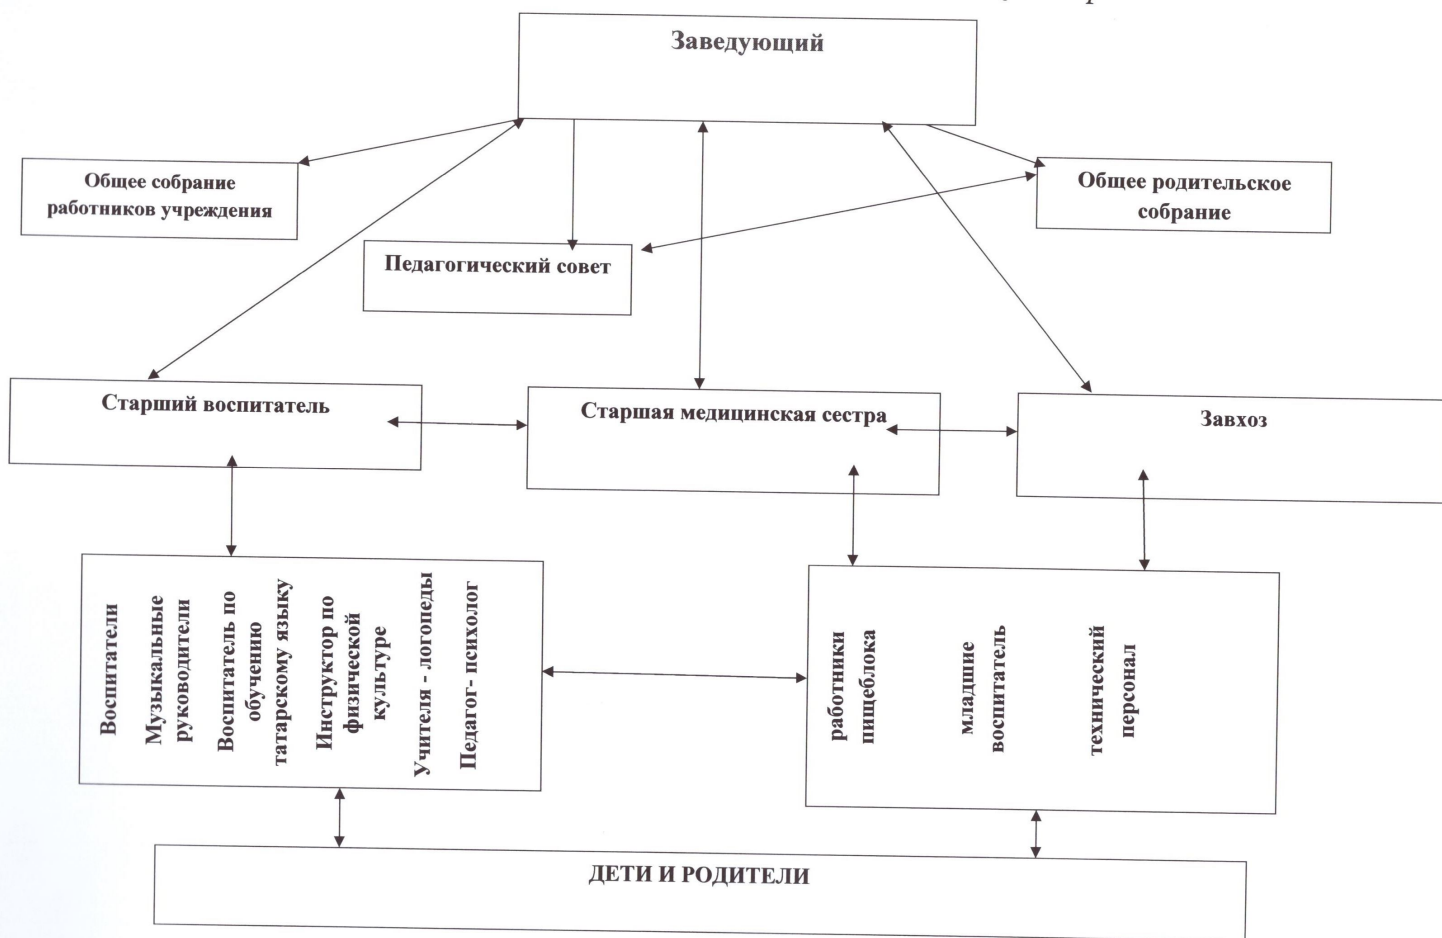 Заведующий
Общее собрание
работников учреждения
Общее родительское
собрание
Педагогический совет
Старший воспитатель
Старшая медицинская сестра
Завхоз
Воспитатели
Музыкальные
руководители
Воспитатель по
обучению
татарскому языку
Инструктор по
физической
культуре
Учителя - логопеды
Педагог- психолог
работники
пищеблока
младшие
воспитатель
технический
персонал
ДЕТИ И РОДИТЕЛИ